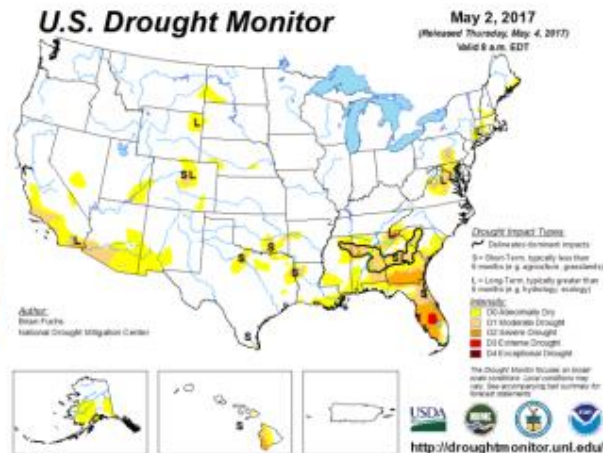 U.S. Drought Monitor
May 2, 2017
(Released Thursday, May. 4, 2017)
Valid 8 a.m. EDT
L
SL
L
S
S
S
S
L
SL
S
S
Drought Impact Types:
Delineates dominant impacts
S = Short-Term, typically less than
6 months (e.g. agriculture, grasslands)
L = Long-Term, typically greater than
6 months (e.g. hydrology, ecology)
Intensity:
D0 Abnormally Dry
D1 Moderate Drought
D2 Severe Drought
D3 Extreme Drought
D4 Exceptional Drought
Author:
Brian Fuchs
National Drought Mitigation Center
The Drought Monitor focuses on broad-
scale conditions. Local conditions may
vary. See accompanying text summary for
forecast statements.
USDA
NDMC
http://droughtmonitor.unl.edu/